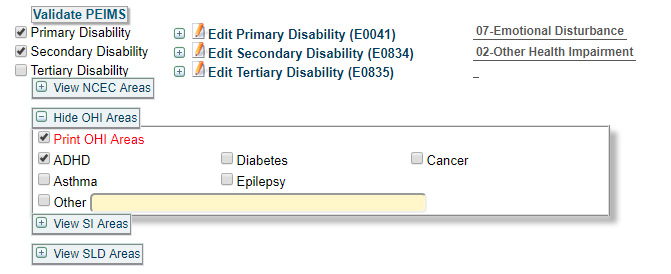 Validate PEIMS
Primary Disability Edit Primary Disability (E0041) 07-Emotional Disturbance
Secondary Disability Edit Secondary Disability (E0834) 02-Other Health Impairment
Tertiary Disability Edit Tertiary Disability (E0835)
View NCEC Areas
Hide OHI Areas
Print OHI Areas
ADHD Diabetes Cancer
Asthma Epilepsy
Other
View SI Areas
View SLD Areas